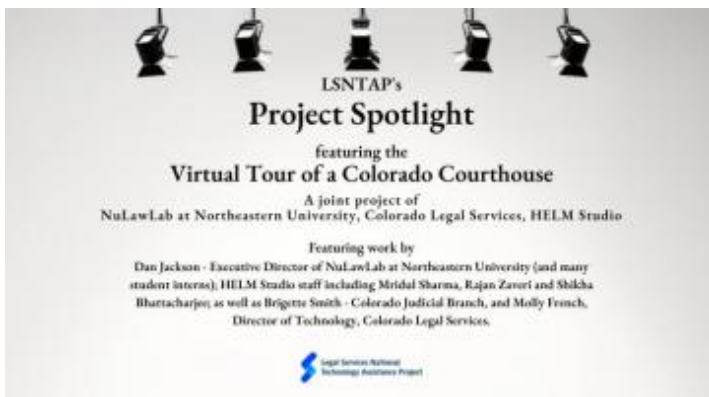 LSNTAP's
Project Spotlight
featuring the
Virtual Tour of a Colorado Courthouse
A joint project of
NuLawLab at Northeastern University, Colorado Legal Services, HELM Studio
Featuring work by
Dan Jackson - Executive Director of NuLawLab at Northeastern University (and many
student interns); HELM Studio staff including Mridul Sharma, Rajan Zaveri and Shikha
Bhattacharjee; as well as Brigette Smith - Colorado Judicial Branch, and Molly French,
Director of Technology, Colorado Legal Services.
Legal Services National
Technology Assistance Project